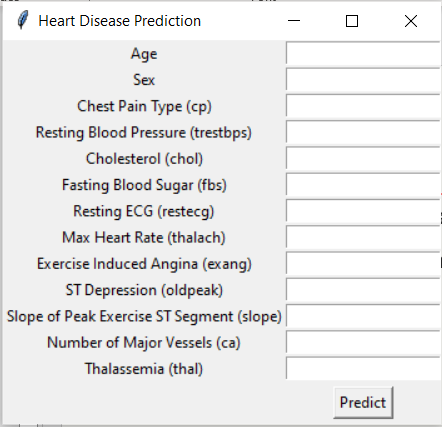 Heart Disease Prediction
Age
Sex
Chest Pain Type (cp)
Resting Blood Pressure (trestbps)
Cholesterol (chol)
Fasting Blood Sugar (fbs)
Resting ECG (restecg)
Max Heart Rate (thalach)
Exercise Induced Angina (exang)
ST Depression (oldpeak)
Slope of Peak Exercise ST Segment (slope)
Number of Major Vessels (ca)
Thalassemia (thal)
Predict